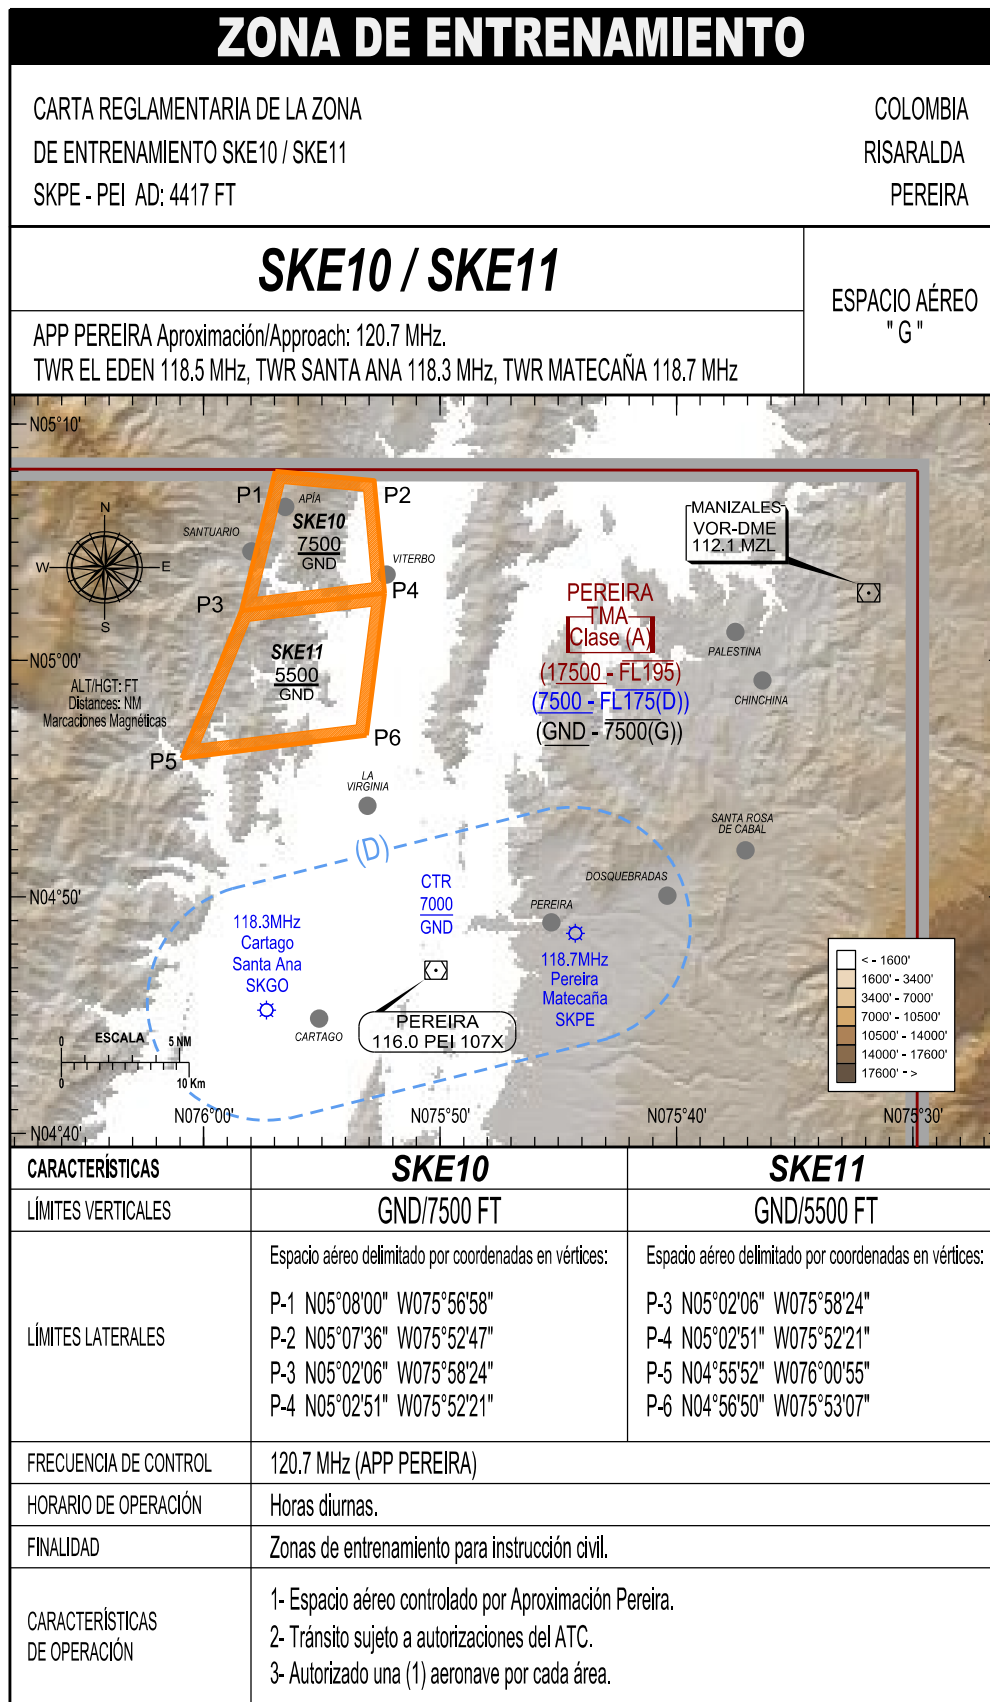 ZONA DE ENTRENAMIENTO
CARTA REGLAMENTARIA DE LA ZONA
DE ENTRENAMIENTO SKE10 / SKE11
SKPE - PEI AD: 4417 FT
COLOMBIA
RISARALDA
PEREIRA
SKE10 / SKE11
APP PEREIRA Aproximación/Approach: 120.7 MHz.
TWR EL EDEN 118.5 MHz, TWR SANTA ANA 118.3 MHz, TWR MATECAÑA 118.7 MHz
ESPACIO AÉREO
" G "
N05°10'
P1
APÍA
P2
SKE10
7500
GND
SANTUARIO
VITERBO
N
W
E
S
P3
P4
MANIZALES
VOR-DME
112.1 MZL
PEREIRA
TMA
Clase (A)
(17500 - FL195)
(7500 - FL175(D))
(GND - 7500(G))
PALESTINA
CHINCHINA
N05°00'
SKE11
5500
GND
ALT/HGT: FT
Distances: NM
Marcaciones Magnéticas
P5
P6
LA
VIRGINIA
SANTA ROSA
DE CABAL
(D)
DOSQUEBRADAS
N04°50'
CTR
7000
GND
PEREIRA
118.3MHz
Cartago
Santa Ana
SKGO
118.7MHz
Pereira
Matecaña
SKPE
CARTAGO
PEREIRA
116.0 PEI 107X
< - 1600'
1600' - 3400'
3400' - 7000'
7000' - 10500'
10500' - 14000'
14000' - 17600'
17600' - >
0 ESCALA 5 NM
0 10 Km
N076°00'
N075°50'
N075°40'
N075°30'
N04°40'
CARACTERÍSTICAS
SKE10
SKE11
LÍMITES VERTICALES
GND/7500 FT
GND/5500 FT
LÍMITES LATERALES
Espacio aéreo delimitado por coordenadas en vértices:
P-1 N05°08'00" W075°56'58"
P-2 N05°07'36" W075°52'47"
P-3 N05°02'06" W075°58'24"
P-4 N05°02'51" W075°52'21"
Espacio aéreo delimitado por coordenadas en vértices:
P-3 N05°02'06" W075°58'24"
P-4 N05°02'51" W075°52'21"
P-5 N04°55'52" W076°00'55"
P-6 N04°56'50" W075°53'07"
FRECUENCIA DE CONTROL
120.7 MHz (APP PEREIRA)
HORARIO DE OPERACIÓN
Horas diurnas.
FINALIDAD
Zonas de entrenamiento para instrucción civil.
CARACTERÍSTICAS
DE OPERACIÓN
1- Espacio aéreo controlado por Aproximación Pereira.
2- Tránsito sujeto a autorizaciones del ATC.
3- Autorizado una (1) aeronave por cada área.